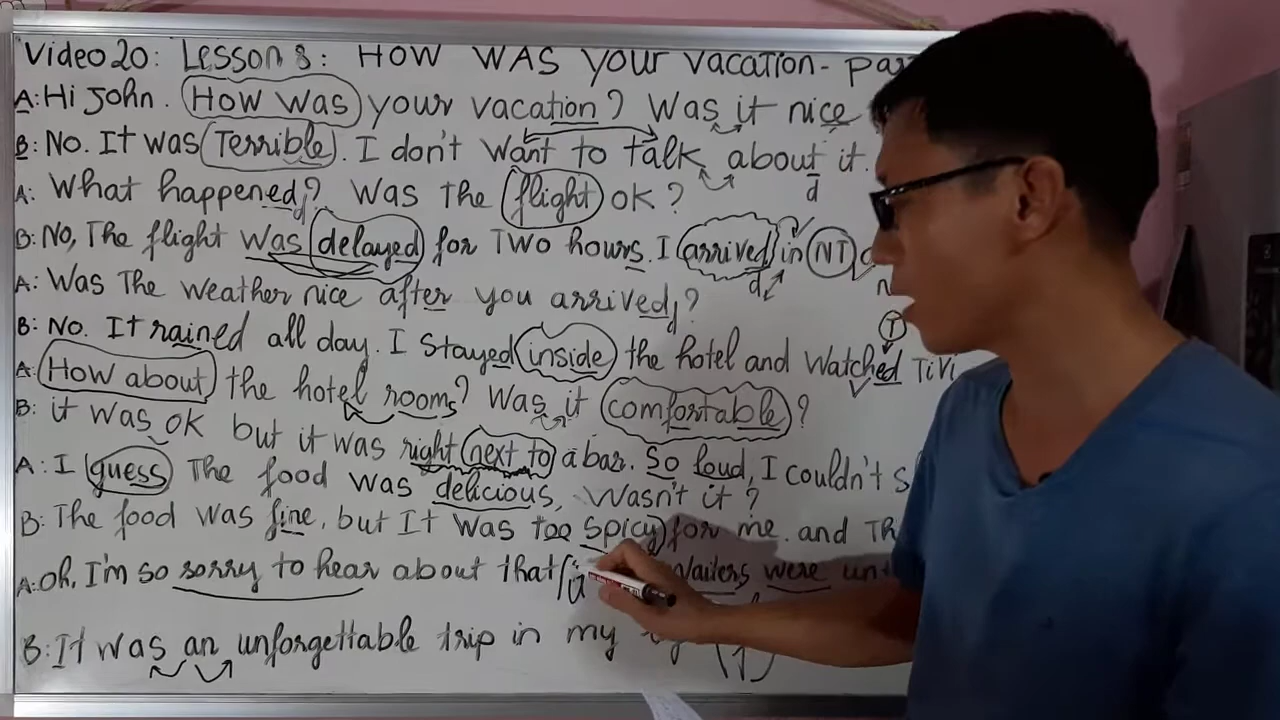 Video 20: Lesson 8: HOW WAS YOUR VACATION - par
A: Hi John. How was your vacation? Was it nice
B: No. It was Terrible. I don't want to talk about it.
d
A: What happened? Was The flight OK?
d
B: No, The flight was delayed for Two hours. I arrived in NT
d
A: Was The weather nice after you arrived?
d
B: No. It rained all day. I Stayed inside the hotel and watched TiVi
T
A: How about the hotel rooms? Was it comfortable?
B: it was OK but it was right next to a bar. So loud, I couldn't s
A: I guess The food was delicious, Wasn't it?
B: The food was fine, but It was too spicy for me. and Th
A: Oh, I'm so sorry to hear about that Waiters were un
B: It was an unforgettable trip in my